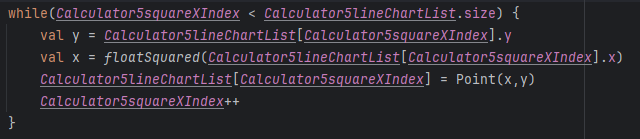 while(Calculator5squareXIndex < Calculator5lineChartList.size) {
    val y = Calculator5lineChartList[Calculator5squareXIndex].y
    val x = floatSquared(Calculator5lineChartList[Calculator5squareXIndex].x)
    Calculator5lineChartList[Calculator5squareXIndex] = Point(x,y)
    Calculator5squareXIndex++
}